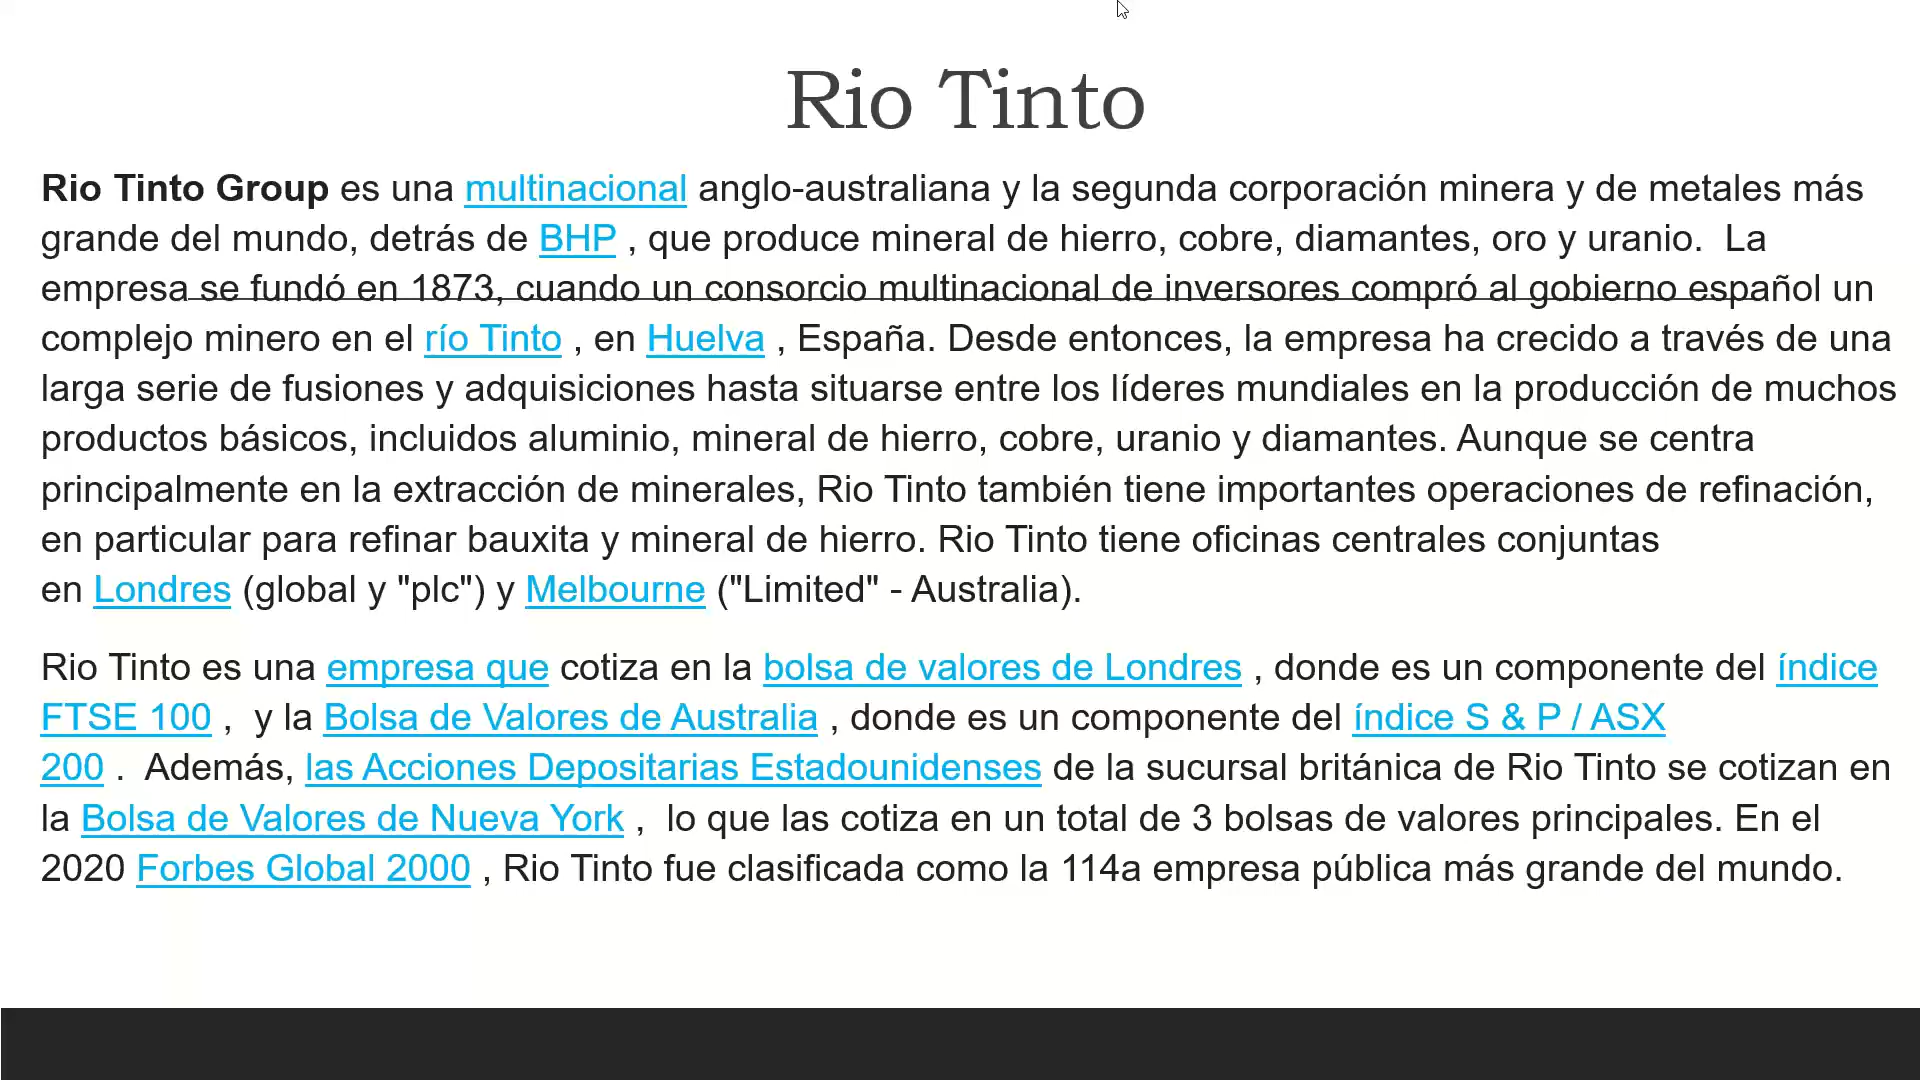 Rio Tinto
Rio Tinto Group es una multinacional anglo-australiana y la segunda corporación minera y de metales más
grande del mundo, detrás de BHP , que produce mineral de hierro, cobre, diamantes, oro y uranio.  La
empresa se fundó en 1873, cuando un consorcio multinacional de inversores compró al gobierno español un
complejo minero en el río Tinto , en Huelva , España. Desde entonces, la empresa ha crecido a través de una
larga serie de fusiones y adquisiciones hasta situarse entre los líderes mundiales en la producción de muchos
productos básicos, incluidos aluminio, mineral de hierro, cobre, uranio y diamantes. Aunque se centra
principalmente en la extracción de minerales, Rio Tinto también tiene importantes operaciones de refinación,
en particular para refinar bauxita y mineral de hierro. Rio Tinto tiene oficinas centrales conjuntas
en Londres (global y "plc") y Melbourne ("Limited" - Australia).
Rio Tinto es una empresa que cotiza en la bolsa de valores de Londres , donde es un componente del índice
FTSE 100 ,  y la Bolsa de Valores de Australia , donde es un componente del índice S & P / ASX
200 .  Además, las Acciones Depositarias Estadounidenses de la sucursal británica de Rio Tinto se cotizan en
la Bolsa de Valores de Nueva York ,  lo que las cotiza en un total de 3 bolsas de valores principales. En el
2020 Forbes Global 2000 , Rio Tinto fue clasificada como la 114a empresa pública más grande del mundo.